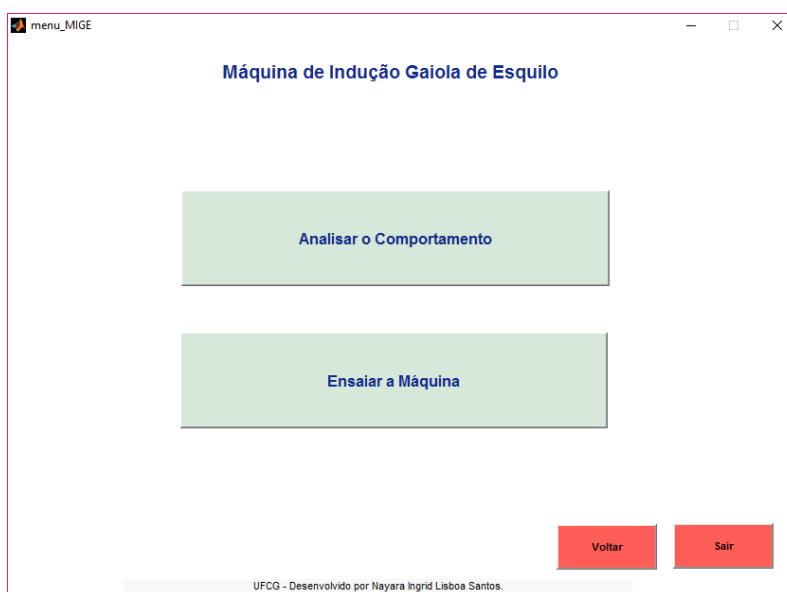 menu_MIGE
Máquina de Indução Gaiola de Esquilo
Analisar o Comportamento
Ensaiar a Máquina
Voltar
Sair
UFCG - Desenvolvido por Nayara Ingrid Lisboa Santos.